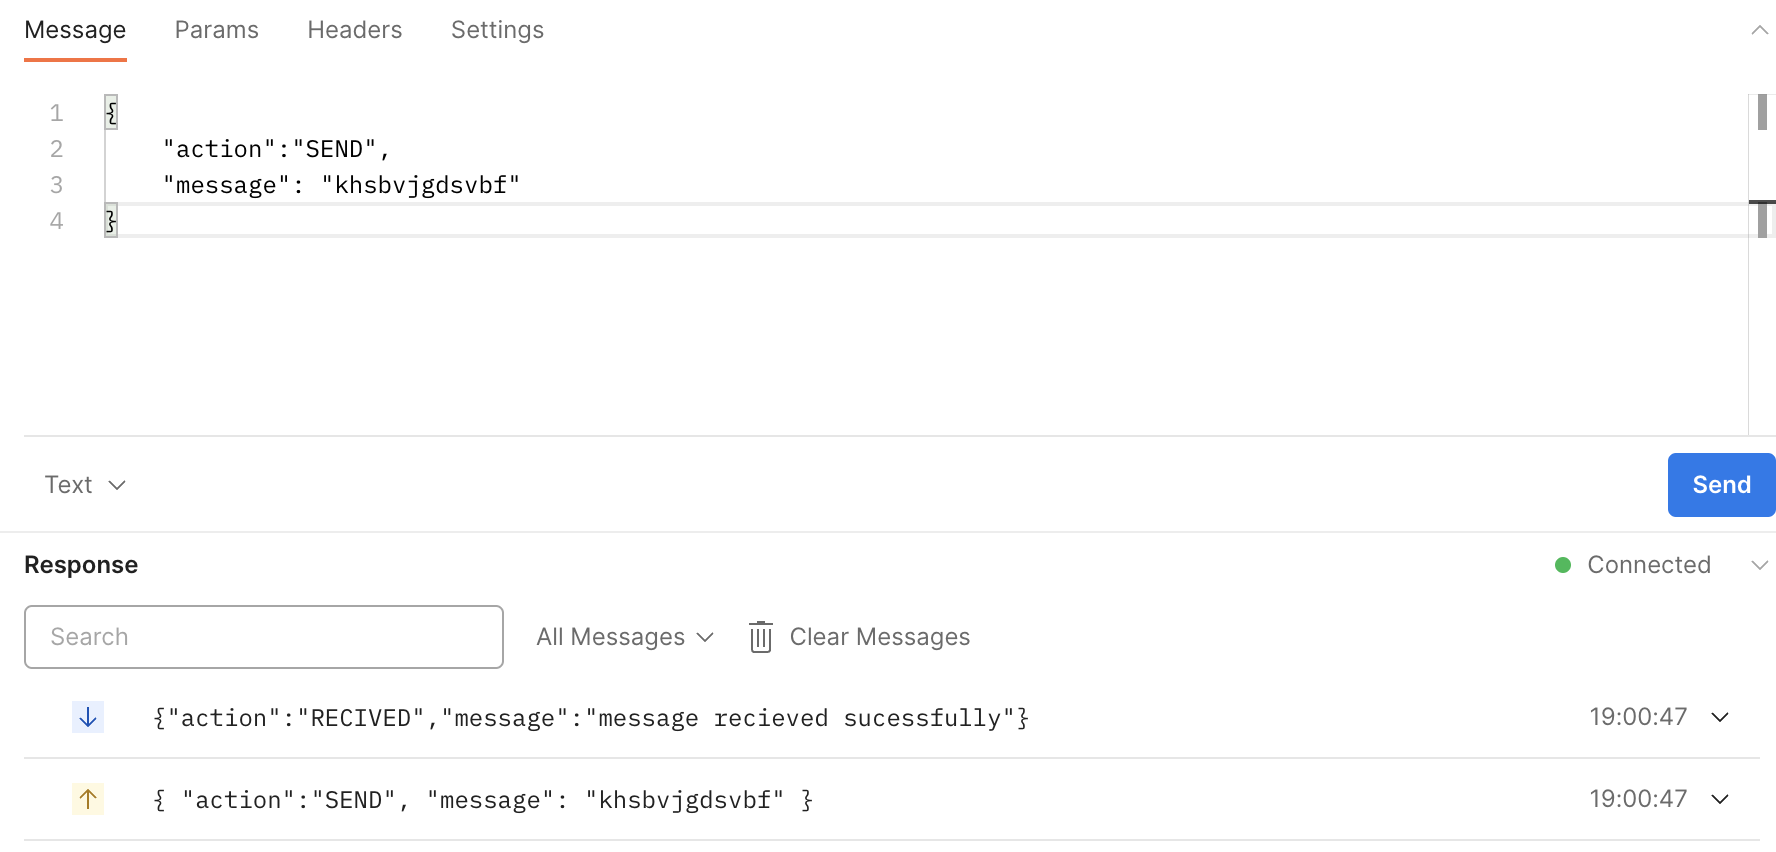 Message Params Headers Settings
1 {
2 "action":"SEND",
3 "message": "khsbvjgdsvbf"
4 }
Text Send
Response Connected
Search All Messages Clear Messages
{"action":"RECIVED","message":"message recieved sucessfully"} 19:00:47
{ "action":"SEND", "message": "khsbvjgdsvbf" } 19:00:47